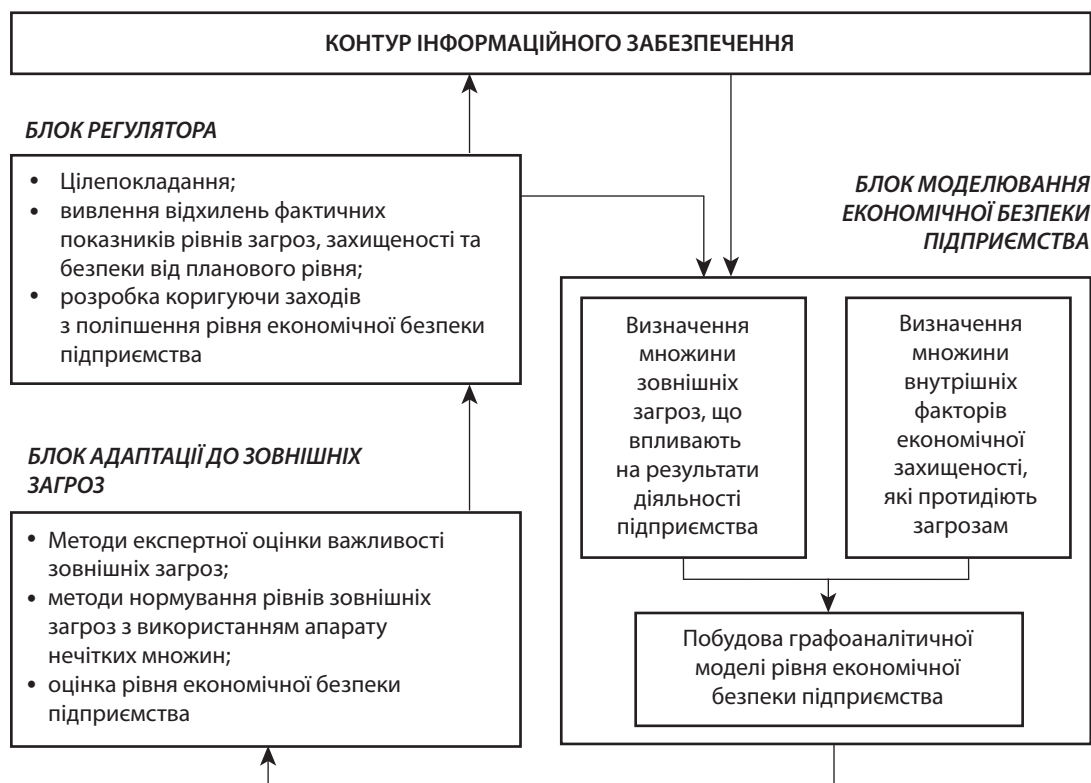 КОНТУР ІНФОРМАЦІЙНОГО ЗАБЕЗПЕЧЕННЯ
БЛОК РЕГУЛЯТОРА
• Цілепокладання;
• вивлення відхилень фактичних
показників рівнів загроз, захищеності та
безпеки від планового рівня;
• розробка коригуючи заходів
з поліпшення рівня економічної безпеки
підприємства
БЛОК АДАПТАЦІЇ ДО ЗОВНІШНІХ
ЗАГРОЗ
• Методи експертної оцінки важливості
зовнішніх загроз;
• методи нормування рівнів зовнішніх
загроз з використанням апарату
нечітких множин;
• оцінка рівня економічної безпеки
підприємства
БЛОК МОДЕЛЮВАННЯ
ЕКОНОМІЧНОЇ БЕЗПЕКИ
ПІДПРИЄМСТВА
Визначення
множини
зовнішніх
загроз, що
впливають
на результати
діяльності
підприємства
Визначення
множини
внутрішніх
факторів
економічної
захищеності,
які протидіють
загрозам
Побудова графоаналітичної
моделі рівня економічної
безпеки підприємства